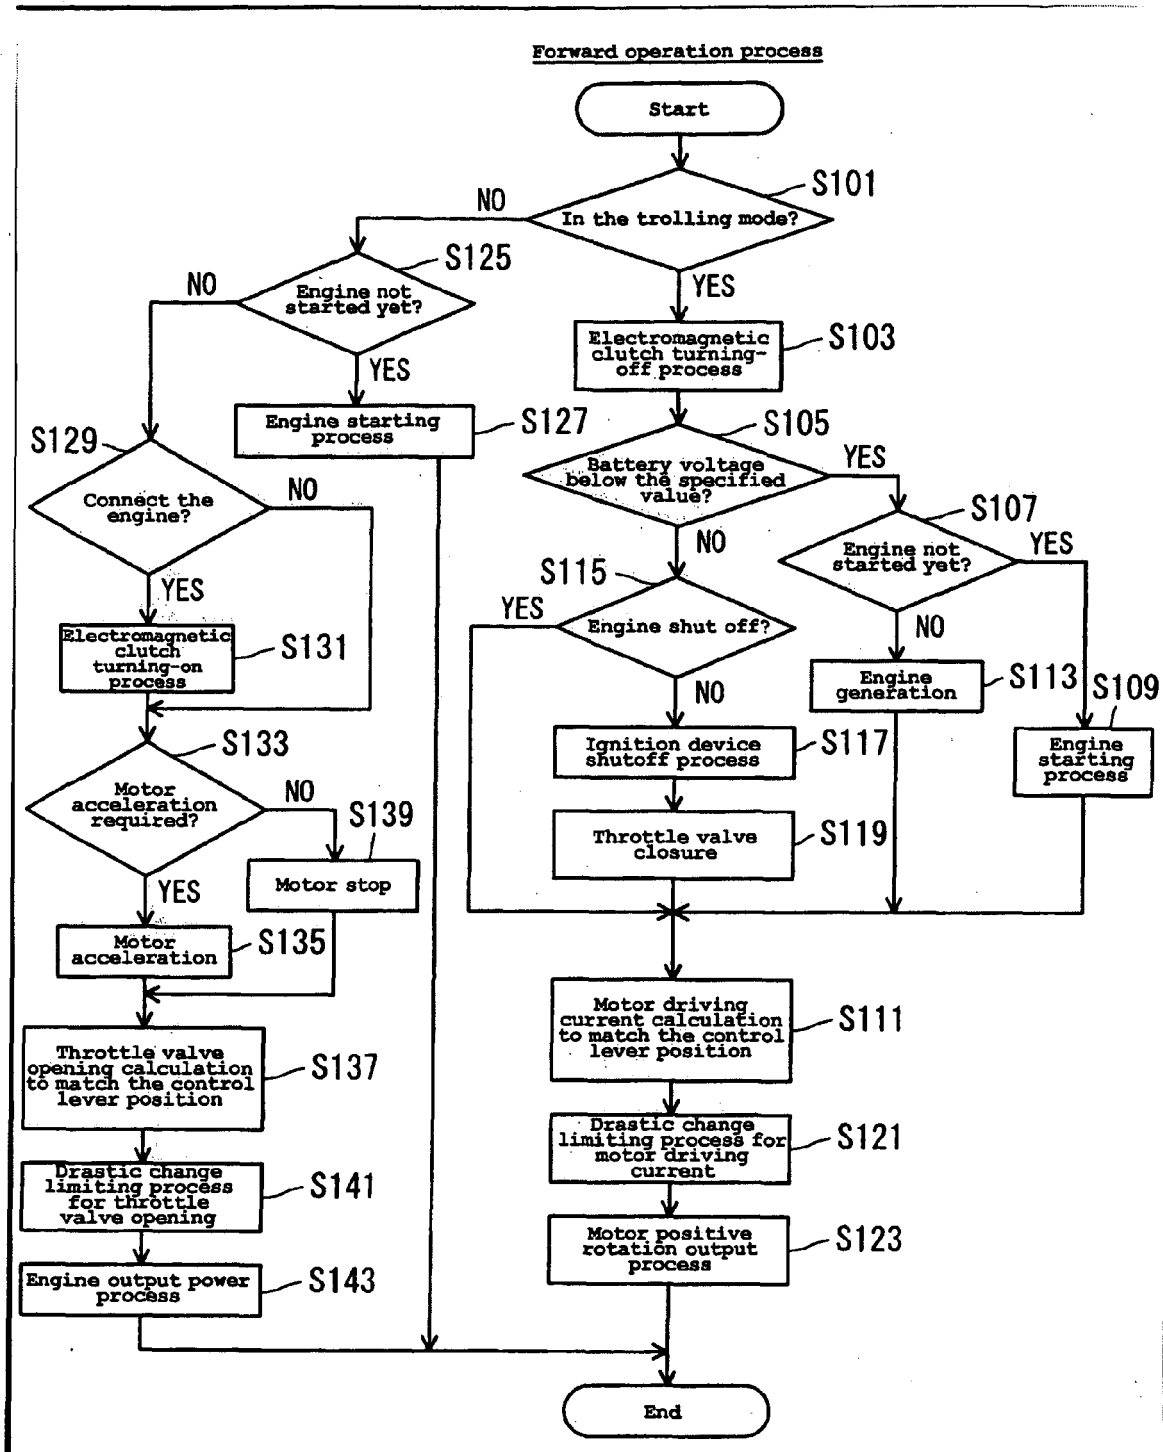 Forward operation process
Start
S101
In the trolling mode?
NO
YES
S125
Engine not
started yet?
NO
YES
S127
Engine starting
process
S103
Electromagnetic
clutch turning-
off process
S105
Battery voltage
below the specified
value?
YES
NO
S107
Engine not
started yet?
YES
NO
S109
Engine
starting
process
S113
Engine
generation
S115
Engine shut off?
YES
NO
S117
Ignition device
shutoff process
S119
Throttle valve
closure
S111
Motor driving
current calculation
to match the control
lever position
S121
Drastic change
limiting process for
motor driving
current
S123
Motor positive
rotation output
process
S129
Connect the
engine?
NO
YES
S131
Electromagnetic
clutch
turning-on
process
S133
Motor
acceleration
required?
NO
YES
S139
Motor stop
S135
Motor
acceleration
S137
Throttle valve
opening calculation
to match the control
lever position
S141
Drastic change
limiting process
for throttle
valve opening
S143
Engine output power
process
End